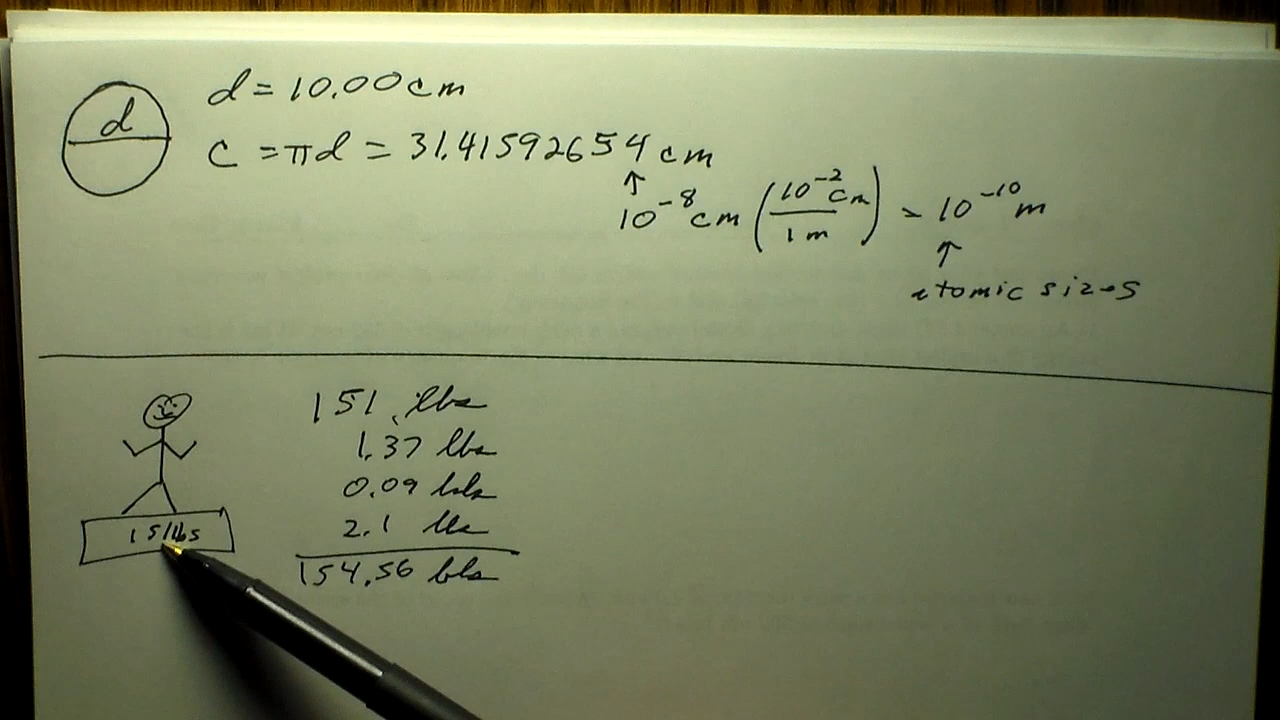 d
d = 10.00 cm
C = πd = 31.41592654 cm
↑
10⁻⁸ cm (10⁻² cm / 1 m) = 10⁻¹⁰ m
↑
atomic sizes
151 lbs
151. lbs
1.37 lbs
0.09 lbs
2.1 lbs
154.56 lbs